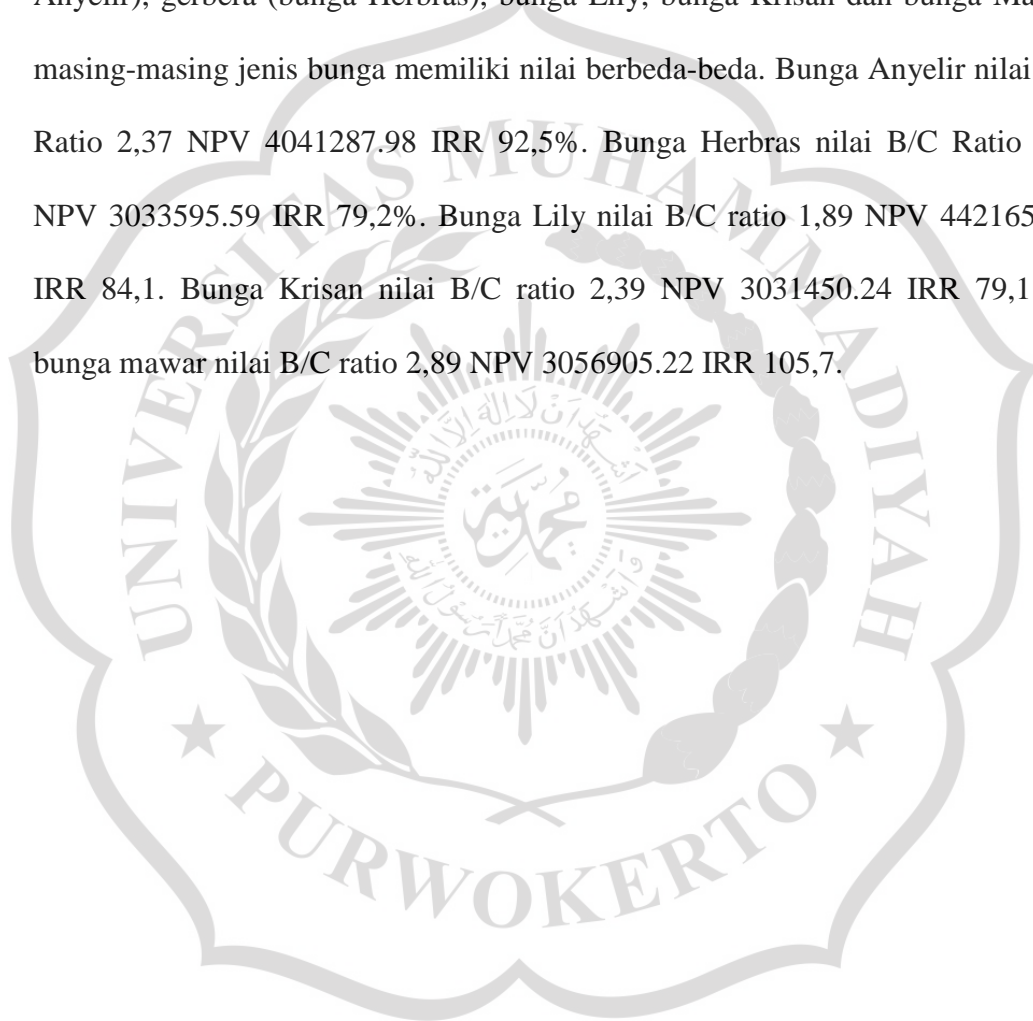 Anyelir), gerbera (bunga Herbras), bunga Lily, bunga Krisan dan bunga
masing-masing jenis bunga memiliki nilai berbeda-beda. Bunga Anyelir nilai
Ratio 2,37 NPV 4041287.98 IRR 92,5%. Bunga Herbras nilai B/C Ratio
NPV 3033595.59 IRR 79,2%. Bunga Lily nilai B/C ratio 1,89 NPV 442165
IRR 84,1. Bunga Krisan nilai B/C ratio 2,39 NPV 3031450.24 IRR 79,1
bunga mawar nilai B/C ratio 2,89 NPV 3056905.22 IRR 105,7.
UNIVERSITAS MUHAMMADIYAH
PURWOKERTO